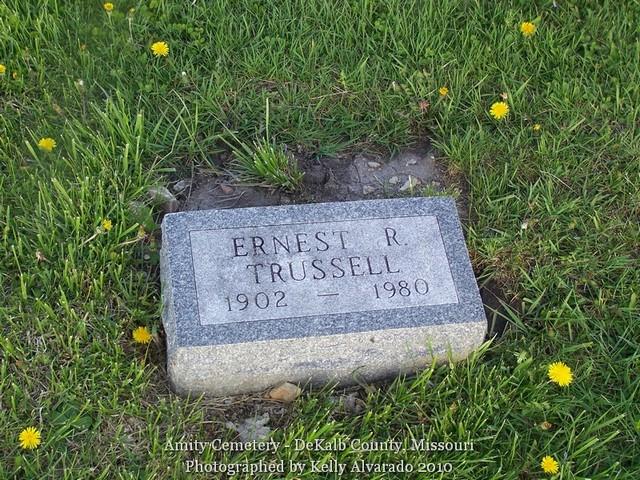 ERNEST R.
TRUSSELL
1902 — 1980
Amity Cemetery - DeKalb County, Missouri
Photographed by Kelly Alvarado 2010